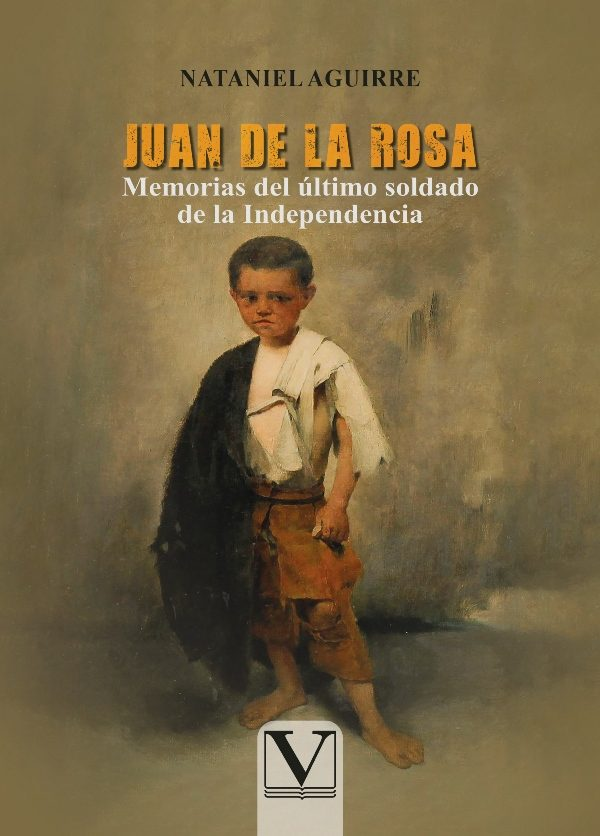 NATANIEL AGUIRRE
JUAN DE LA ROSA
Memorias del último soldado
de la Independencia
V